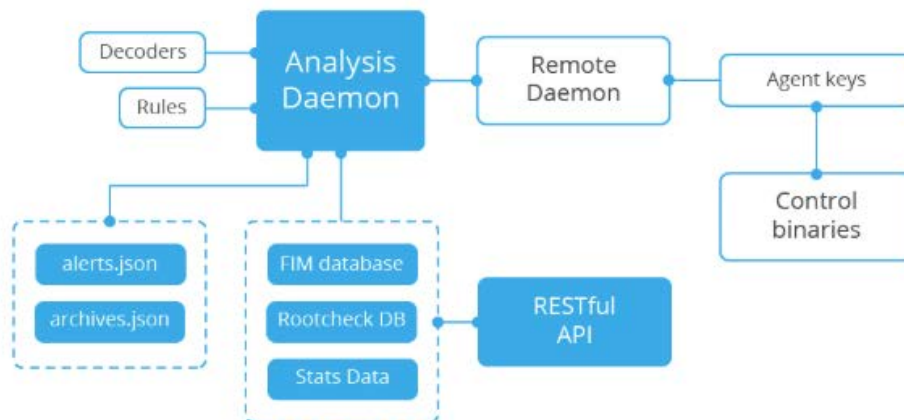 Decoders
Rules
Analysis
Daemon
Remote
Daemon
Agent keys
Control
binaries
alerts.json
archives.json
FIM database
Rootcheck DB
Stats Data
RESTful
API